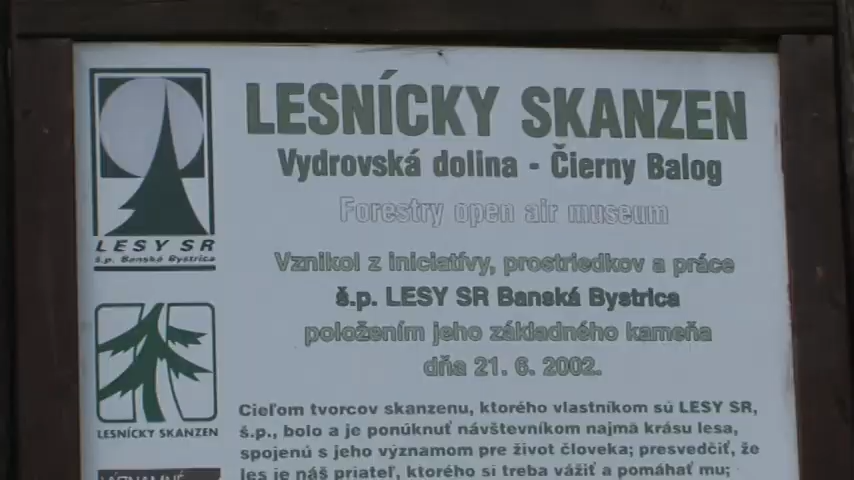 LESNÍCKY SKANZEN
Vydrovská dolina - Čierny Balog
Forestry open air museum
Vznikol z iniciatívy, prostriedkov a práce
š.p. LESY SR Banská Bystrica
položením jeho základného kameňa
dňa 21. 6. 2002.
Cieľom tvorcov skanzenu, ktorého vlastníkom sú LESY SR,
š.p., bolo a je ponúknuť návštevníkom najmä krásu lesa,
spojenú s jeho významom pre život človeka; presvedčiť, že
les je náš priateľ, ktorého si treba vážiť a pomáhať mu;
LESY SR
š.p. Banská Bystrica
LESNÍCKY SKANZEN
VÝZNAMNÉ